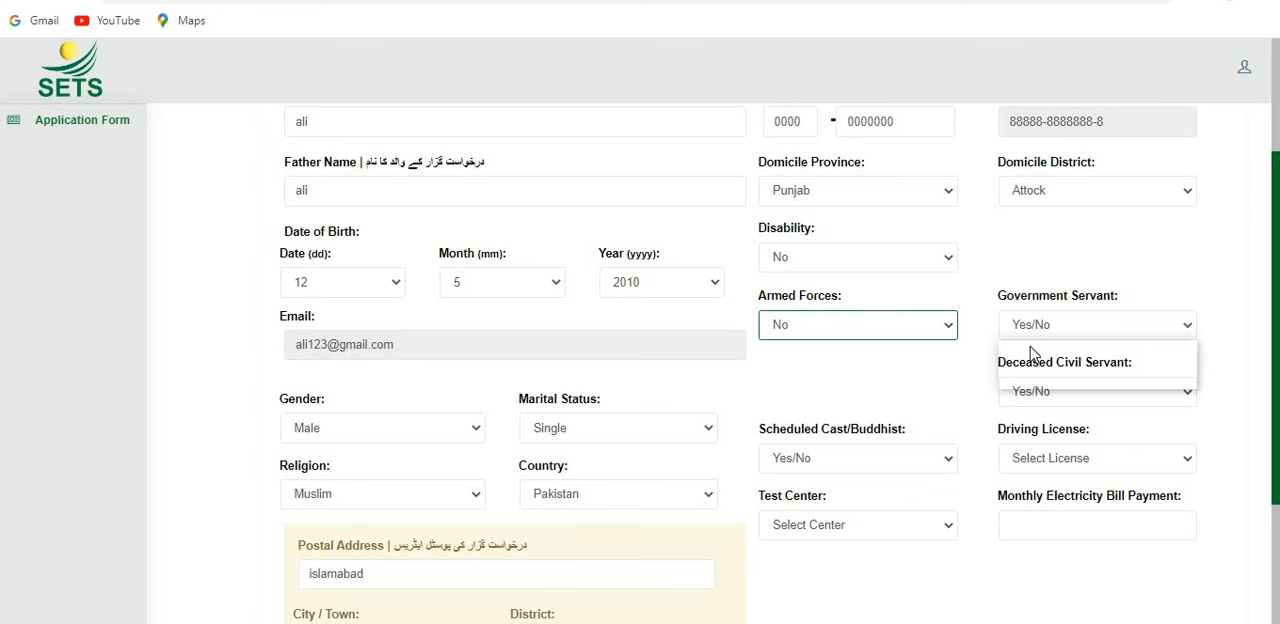 Gmail YouTube Maps
SETS
Application Form
ali 0000 - 0000000 88888-8888888-8
Father Name | درخواست گزار کے والد کا نام Domicile Province: Domicile District:
ali Punjab Attock
Date of Birth: Disability:
Date (dd): Month (mm): Year (yyyy): No
12 5 2010
Armed Forces: Government Servant:
Email: No Yes/No
ali123@gmail.com
Deceased Civil Servant:
Yes/No
Gender: Marital Status:
Male Single
Scheduled Cast/Buddhist: Driving License:
Yes/No Select License
Religion: Country:
Muslim Pakistan
Test Center: Monthly Electricity Bill Payment:
Select Center
Postal Address | درخواست گزار کی پوسٹل ایڈریس
islamabad
City / Town: District: